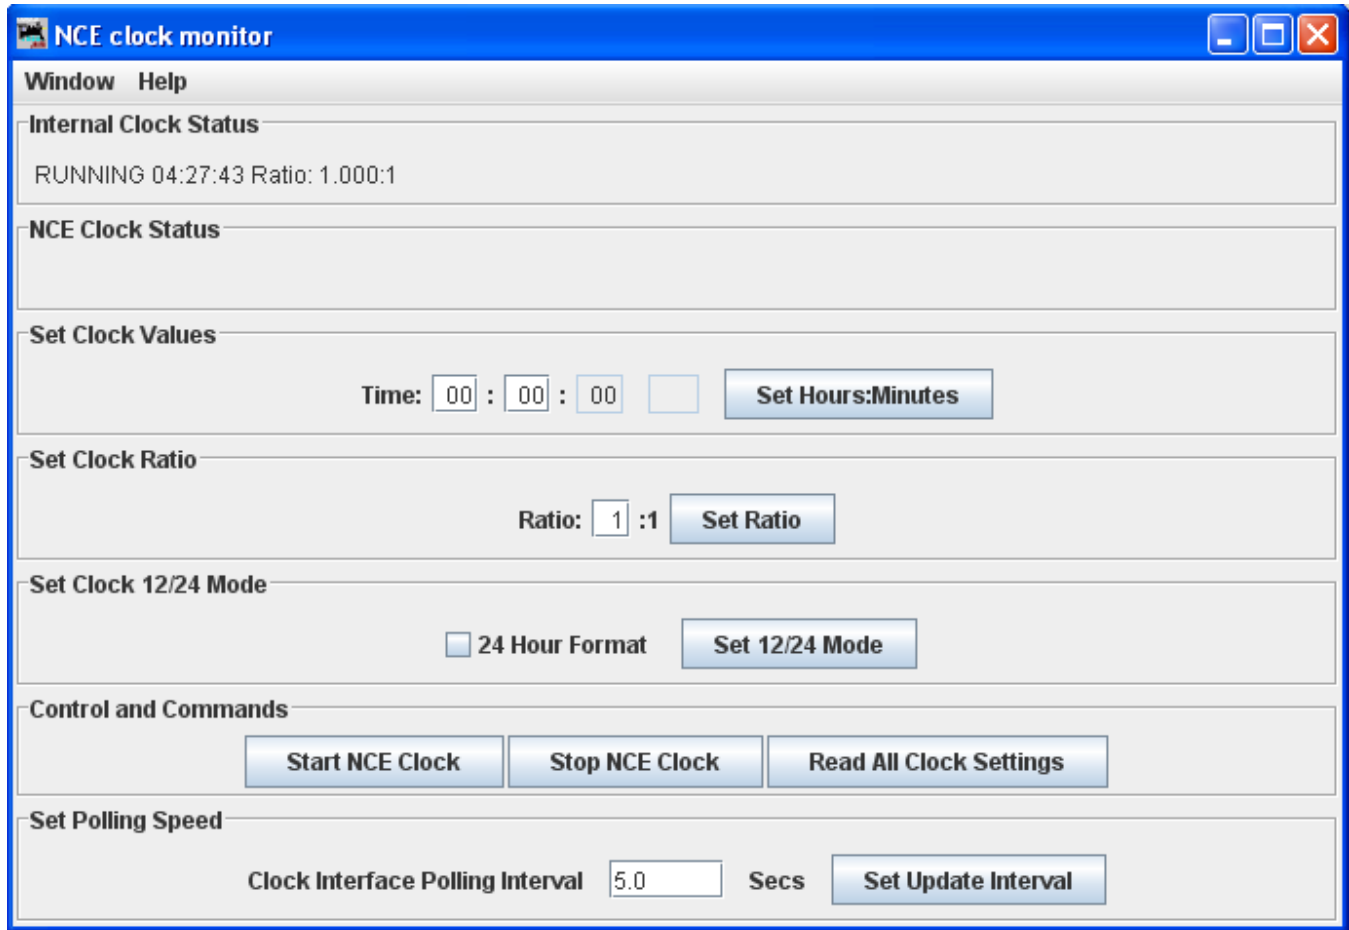 NCE clock monitor
Window Help
Internal Clock Status
RUNNING 04:27:43 Ratio: 1.000:1
NCE Clock Status
Set Clock Values
Time: 00 : 00 : 00 Set Hours:Minutes
Set Clock Ratio
Ratio: 1 :1 Set Ratio
Set Clock 12/24 Mode
24 Hour Format Set 12/24 Mode
Control and Commands
Start NCE Clock Stop NCE Clock Read All Clock Settings
Set Polling Speed
Clock Interface Polling Interval 5.0 Secs Set Update Interval